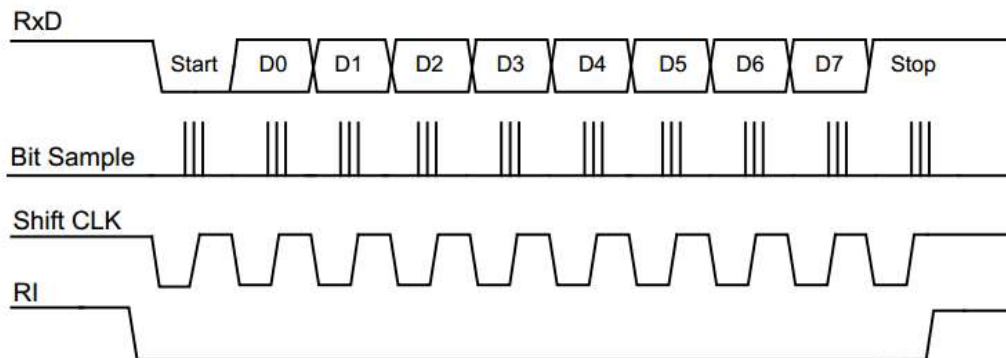 RxD
Start D0 D1 D2 D3 D4 D5 D6 D7 Stop
Bit Sample
Shift CLK
RI